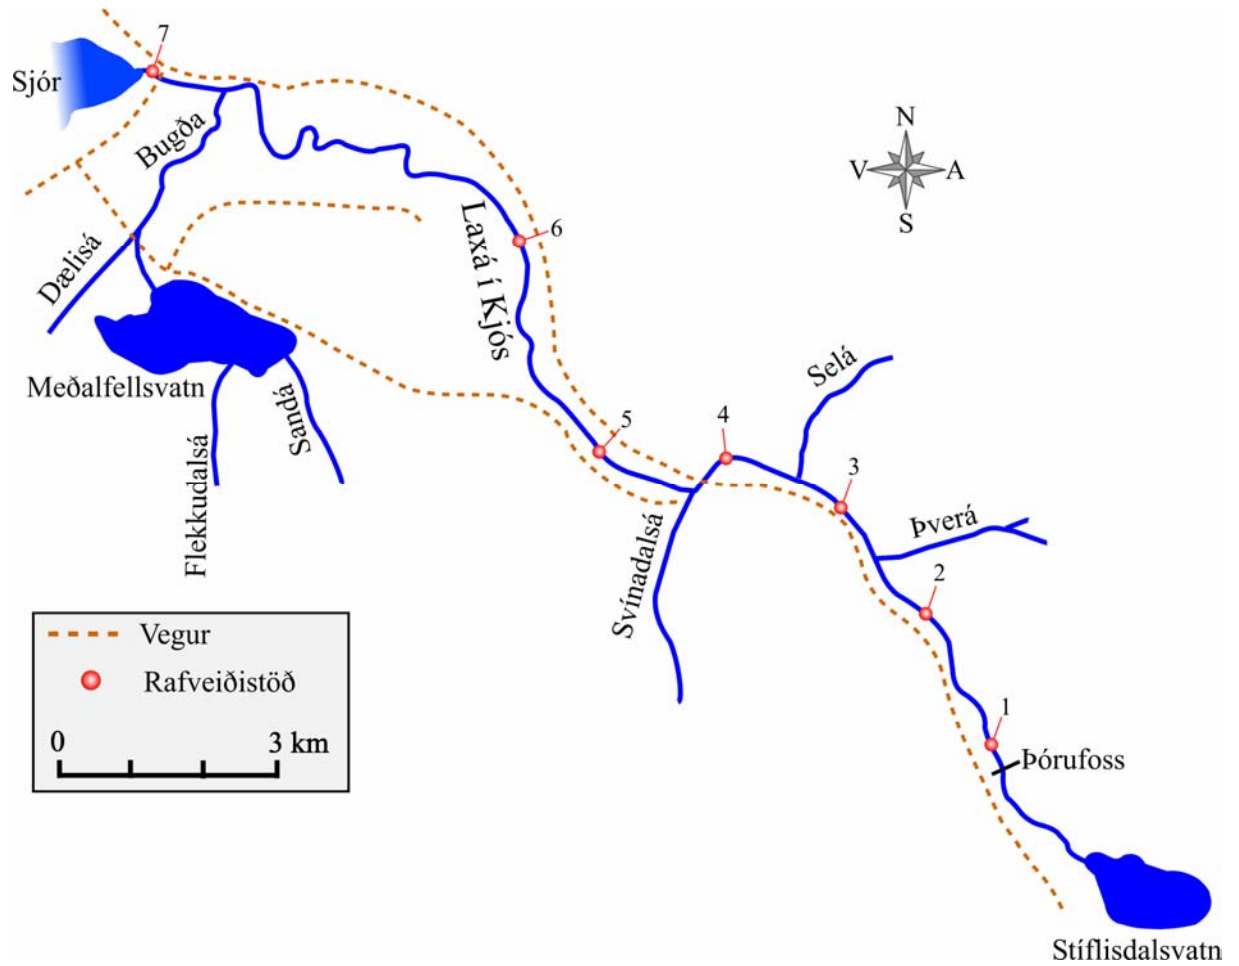 7
Sjór
Bugða
N
V
A
S
Laxá í Kjós
6
Dælisá
Meðalfellsvatn
Selá
Sandá
5
4
3
Flekkudalsá
Svínadalsá
Þverá
2
Vegur
Rafveiðistöð
0
3 km
1
Þórufoss
Stíflisdalsvatn